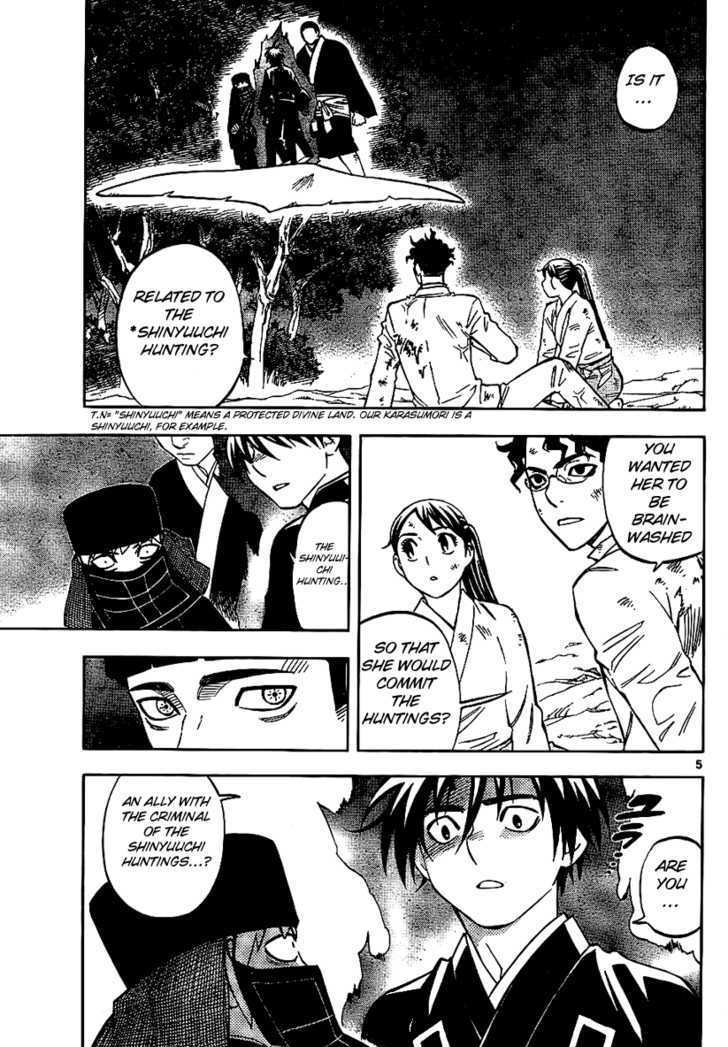 IS IT
...
RELATED TO
THE
*SHINYUUCHI
HUNTING?
T.N= "SHINYUUCHI" MEANS A PROTECTED DIVINE LAND. OUR KARASUMORI IS A
SHINYUUCHI, FOR EXAMPLE.
YOU
WANTED
HER TO
BE
BRAIN-
WASHED
SO THAT
SHE WOULD
COMMIT
THE
HUNTINGS?
THE
SHINYUU-
CHI
HUNTING...
5
ARE
YOU
...
AN ALLY WITH
THE CRIMINAL
OF THE
SHINYUUCHI
HUNTINGS...?